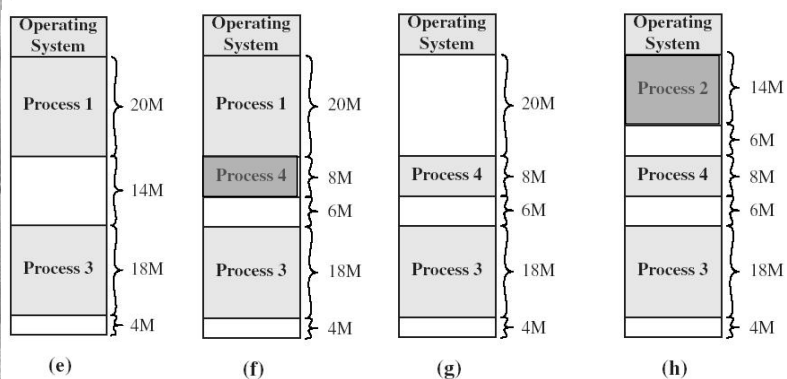 Operating
System
Process 1
20M
14M
Process 3
18M
4M
(e)
Operating
System
Process 1
20M
Process 4
8M
6M
Process 3
18M
4M
(f)
Operating
System
20M
Process 4
8M
6M
Process 3
18M
4M
(g)
Operating
System
Process 2
14M
6M
Process 4
8M
6M
Process 3
18M
4M
(h)